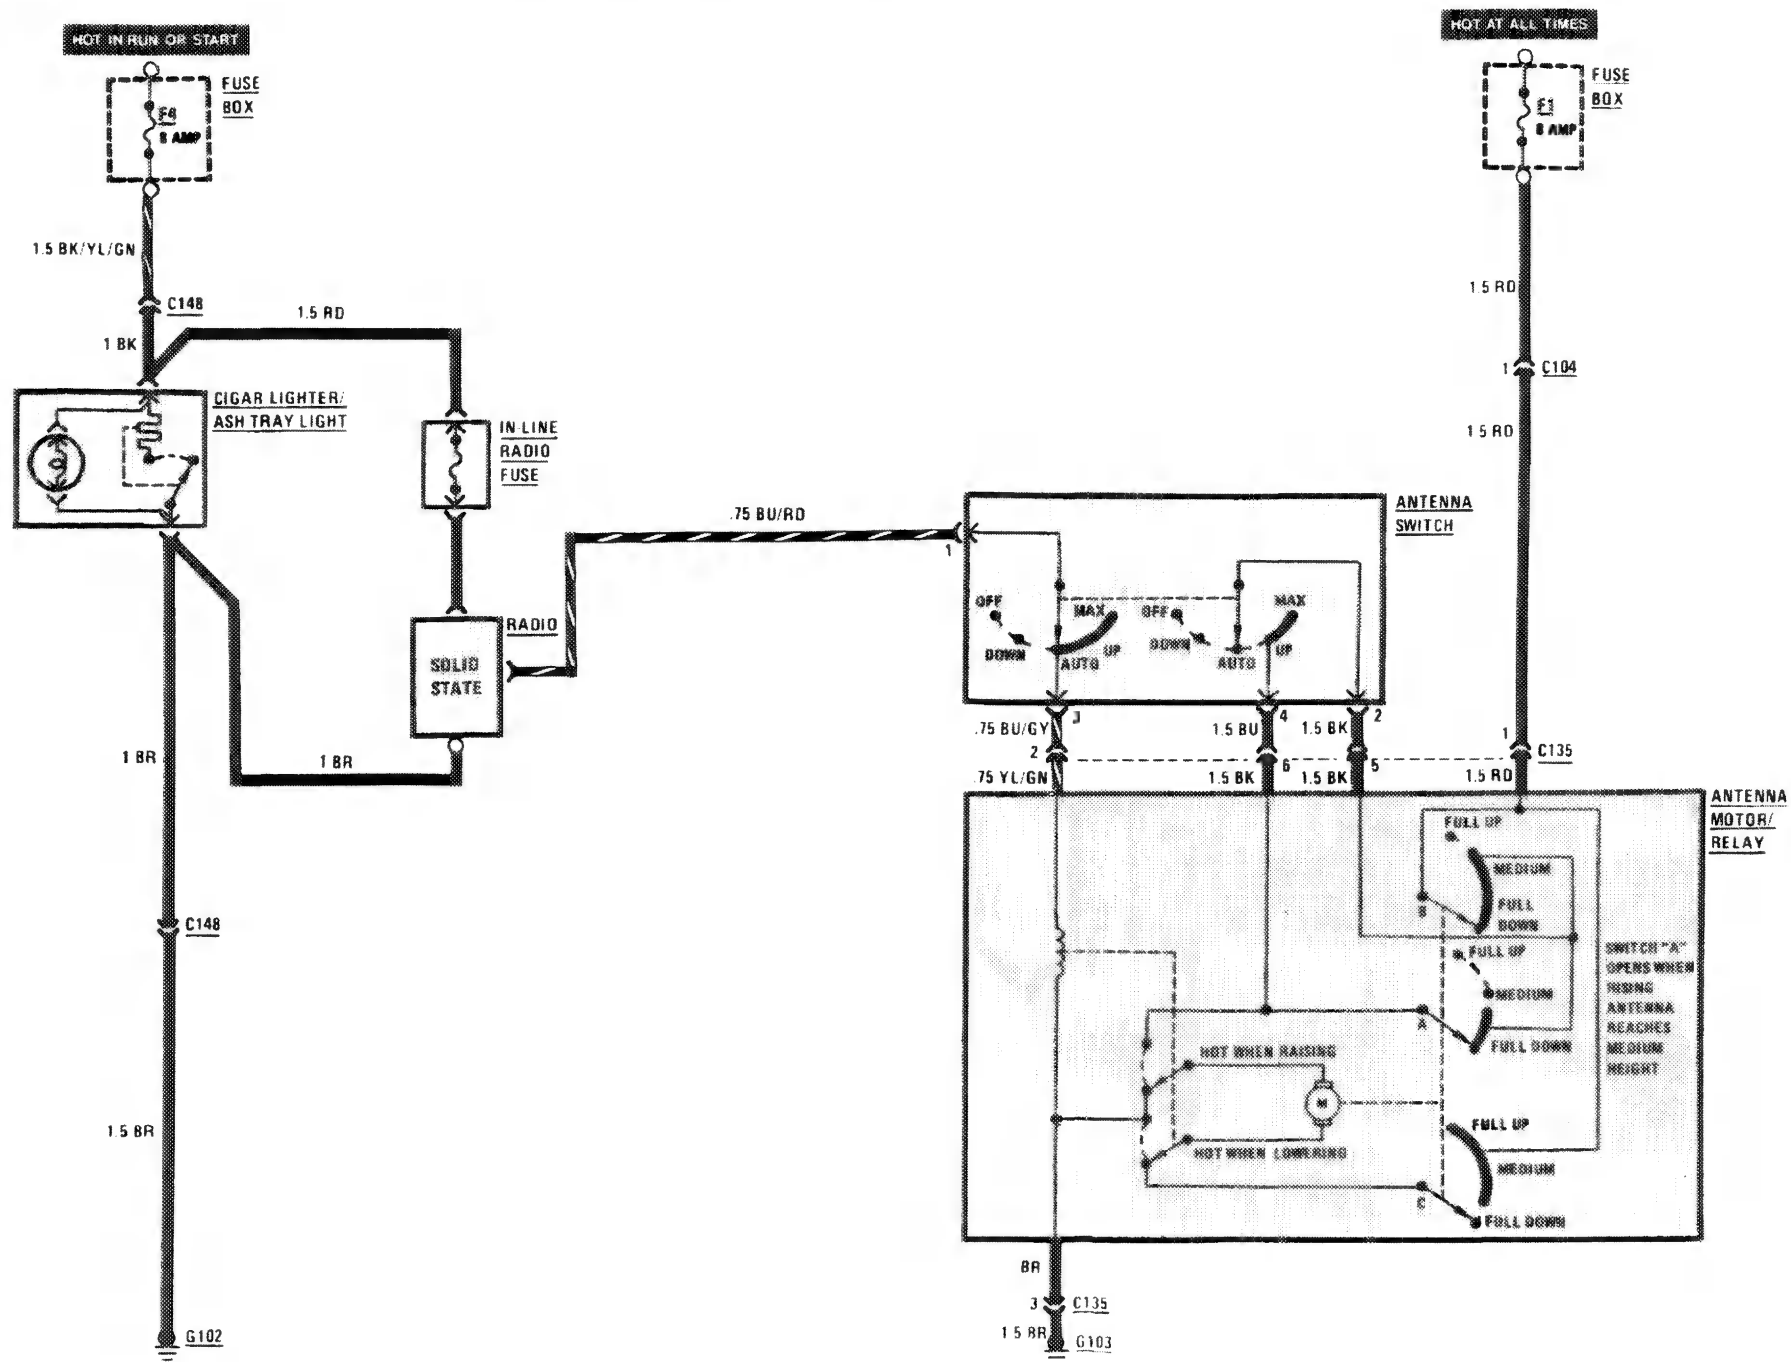 HOT IN RUN OR START
HOT AT ALL TIMES
FUSE
BOX
F4
8 AMP
FUSE
BOX
8 AMP
1.5 BK/YL/GN
C148
1.5 RD
1 BK
1.5 RD
1
C104
CIGAR LIGHTER/
ASH TRAY LIGHT
IN-LINE
RADIO
FUSE
1.5 RD
.75 BU/RD
ANTENNA
SWITCH
1
OFF
MAX
OFF
MAX
DOWN
AUTO
UP
DOWN
AUTO
UP
RADIO
SOLID
STATE
3
4
2
.75 BU/GY
1.5 BU
1.5 BK
1
2
6
5
C135
.75 YL/GN
1.5 BK
1.5 BK
1.5 RD
1 BR
1 BR
ANTENNA
MOTOR/
RELAY
FULL UP
MEDIUM
B
FULL
DOWN
FULL UP
MEDIUM
A
FULL DOWN
SWITCH "A"
OPENS WHEN
RISING
ANTENNA
REACHES
MEDIUM
HEIGHT
C148
HOT WHEN RAISING
M
HOT WHEN LOWERING
FULL UP
MEDIUM
C
FULL DOWN
1.5 BR
BR
3
C135
1.5 BR
G103
G102